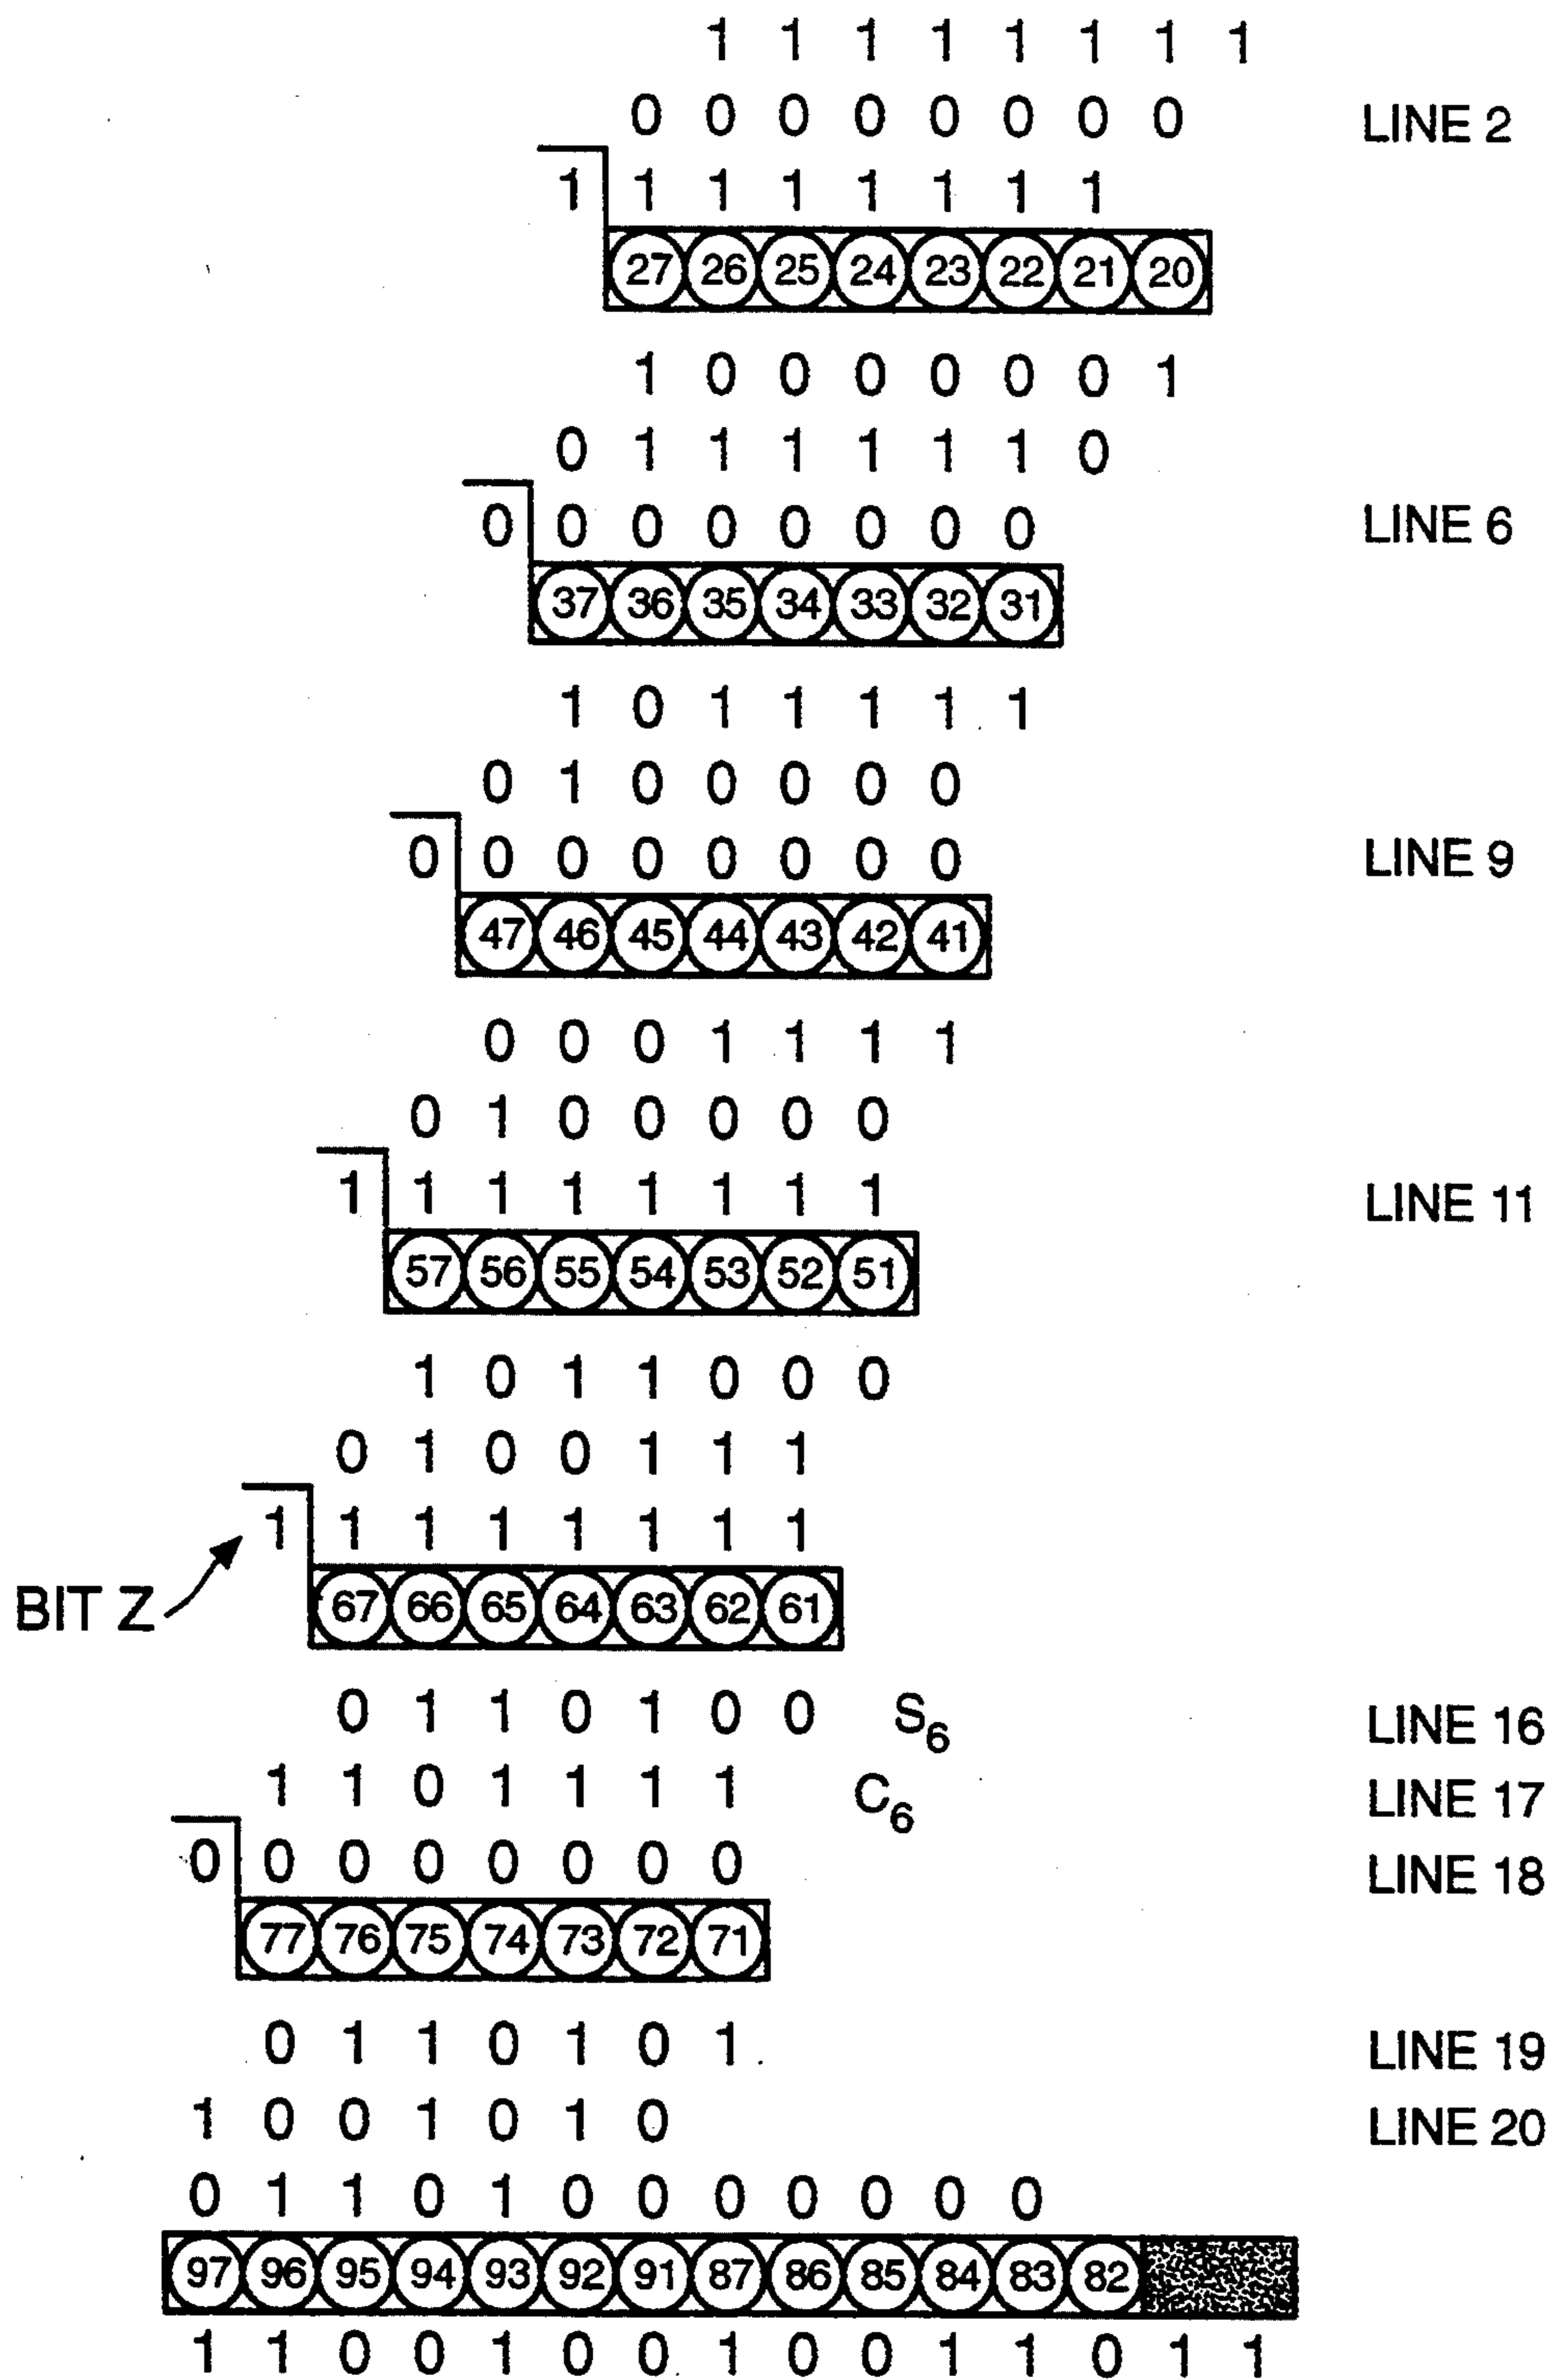 1 1 1 1 1 1 1 1
0 0 0 0 0 0 0 0 LINE 2
1 1 1 1 1 1 1 1
27 26 25 24 23 22 21 20
1 0 0 0 0 0 0 1
0 1 1 1 1 1 1 0
0 0 0 0 0 0 0 0 LINE 6
37 36 35 34 33 32 31
1 0 1 1 1 1 1
0 1 0 0 0 0 0
0 0 0 0 0 0 0 0 LINE 9
47 46 45 44 43 42 41
0 0 0 1 1 1 1
0 1 0 0 0 0 0
1 1 1 1 1 1 1 1 LINE 11
57 56 55 54 53 52 51
1 0 1 1 0 0 0
0 1 0 0 1 1 1
1 1 1 1 1 1 1 1
BIT Z 67 66 65 64 63 62 61
0 1 1 0 1 0 0 S6 LINE 16
1 1 0 1 1 1 1 C6 LINE 17
0 0 0 0 0 0 0 0 LINE 18
77 76 75 74 73 72 71
0 1 1 0 1 0 1 LINE 19
1 0 0 1 0 1 0 LINE 20
0 1 1 0 1 0 0 0 0 0 0 0
97 96 95 94 93 92 91 87 86 85 84 83 82
1 1 0 0 1 0 0 1 0 0 1 1 0 1 1